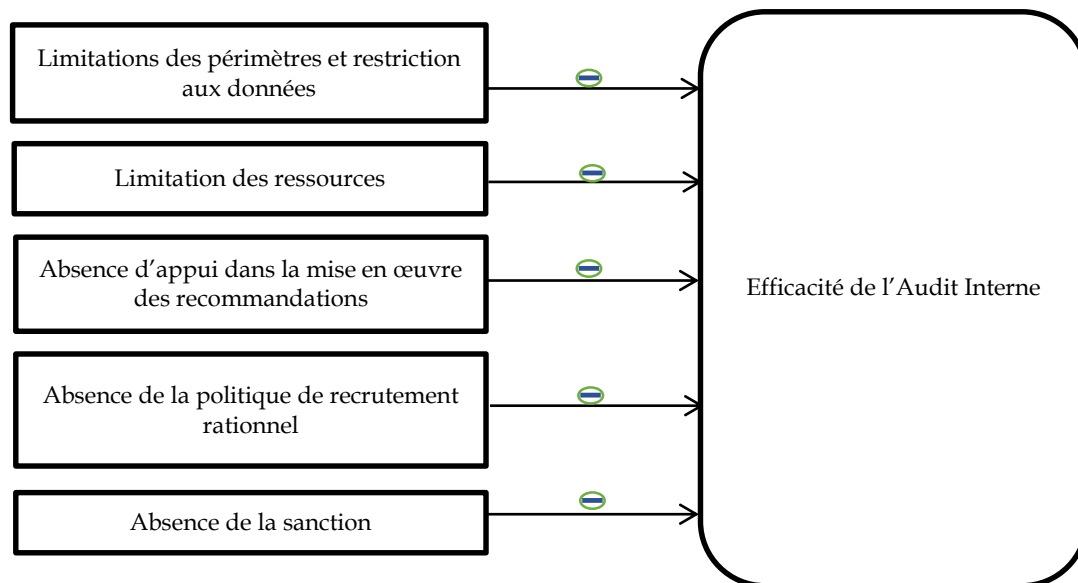 Limitations des périmètres et restriction
aux données
Limitation des ressources
Absence d’appui dans la mise en œuvre
des recommandations
Absence de la politique de recrutement
rationnel
Absence de la sanction
Efficacité de l’Audit Interne